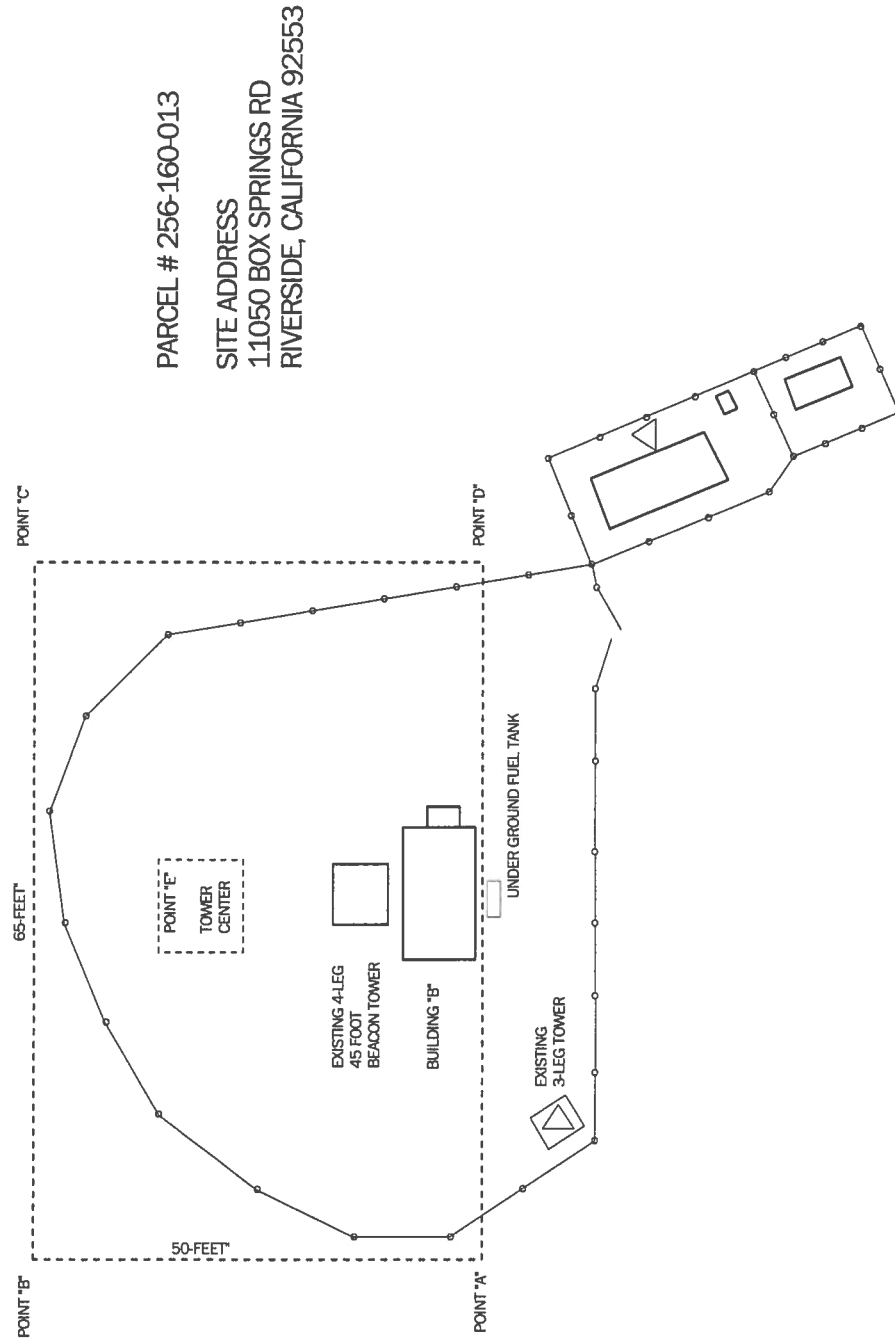 PARCEL # 256-160-013
SITE ADDRESS
11050 BOX SPRINGS RD
RIVERSIDE, CALIFORNIA 92553
POINT "B"
65-FEET"
POINT "C"
POINT "E"
TOWER
CENTER
50-FEET"
EXISTING 4-LEG
45 FOOT
BEACON TOWER
BUILDING "B"
POINT "A"
POINT "D"
UNDER GROUND FUEL TANK
EXISTING
3-LEG TOWER